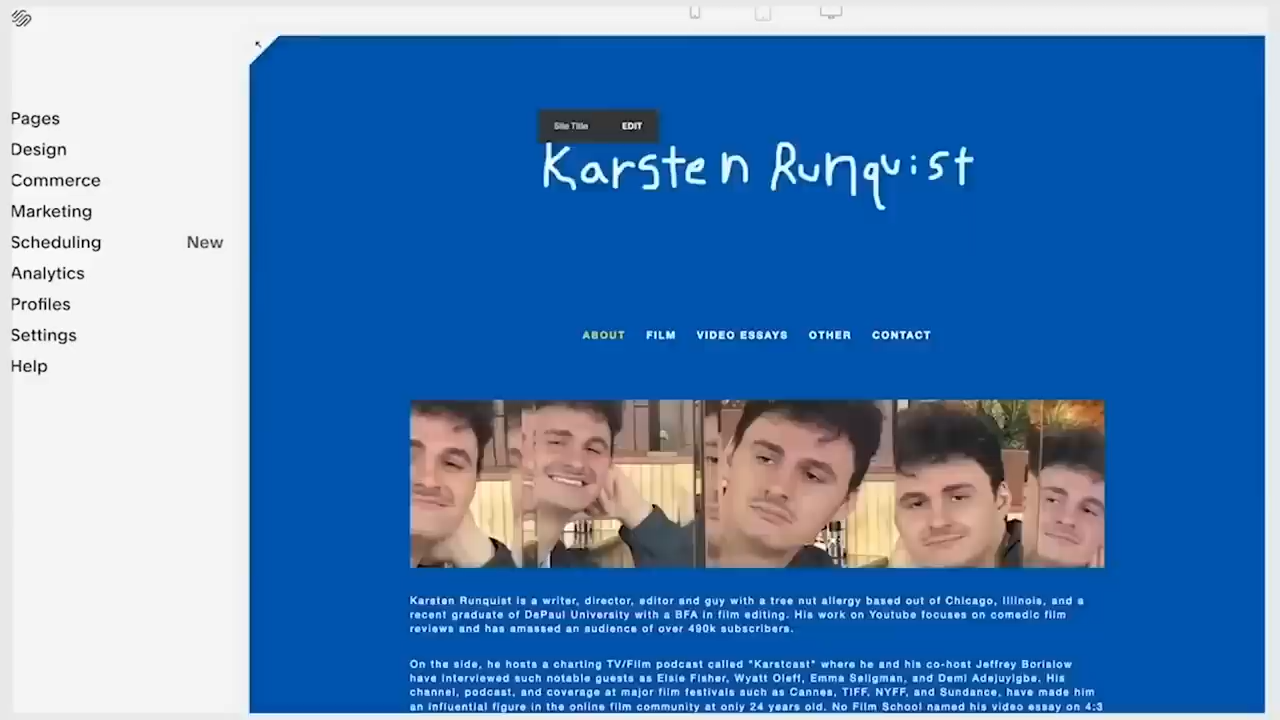 Pages
Design
Commerce
Marketing
Scheduling New
Analytics
Profiles
Settings
Help
Site Title EDIT
Karsten Runquist
ABOUT FILM VIDEO ESSAYS OTHER CONTACT
Karsten Runquist is a writer, director, editor and guy with a tree nut allergy based out of Chicago, Illinois, and a
recent graduate of DePaul University with a BFA in film editing. His work on Youtube focuses on comedic film
reviews and has amassed an audience of over 490k subscribers.
On the side, he hosts a charting TV/Film podcast called "Karstcast" where he and his co-host Jeffrey Borislow
have interviewed such notable guests as Elsie Fisher, Wyatt Oleff, Emma Seligman, and Demi Adejuyigbe. His
channel, podcast, and coverage at major film festivals such as Cannes, TIFF, NYFF, and Sundance, have made him
an influential figure in the online film community at only 24 years old. No Film School named his video essay on 4:3